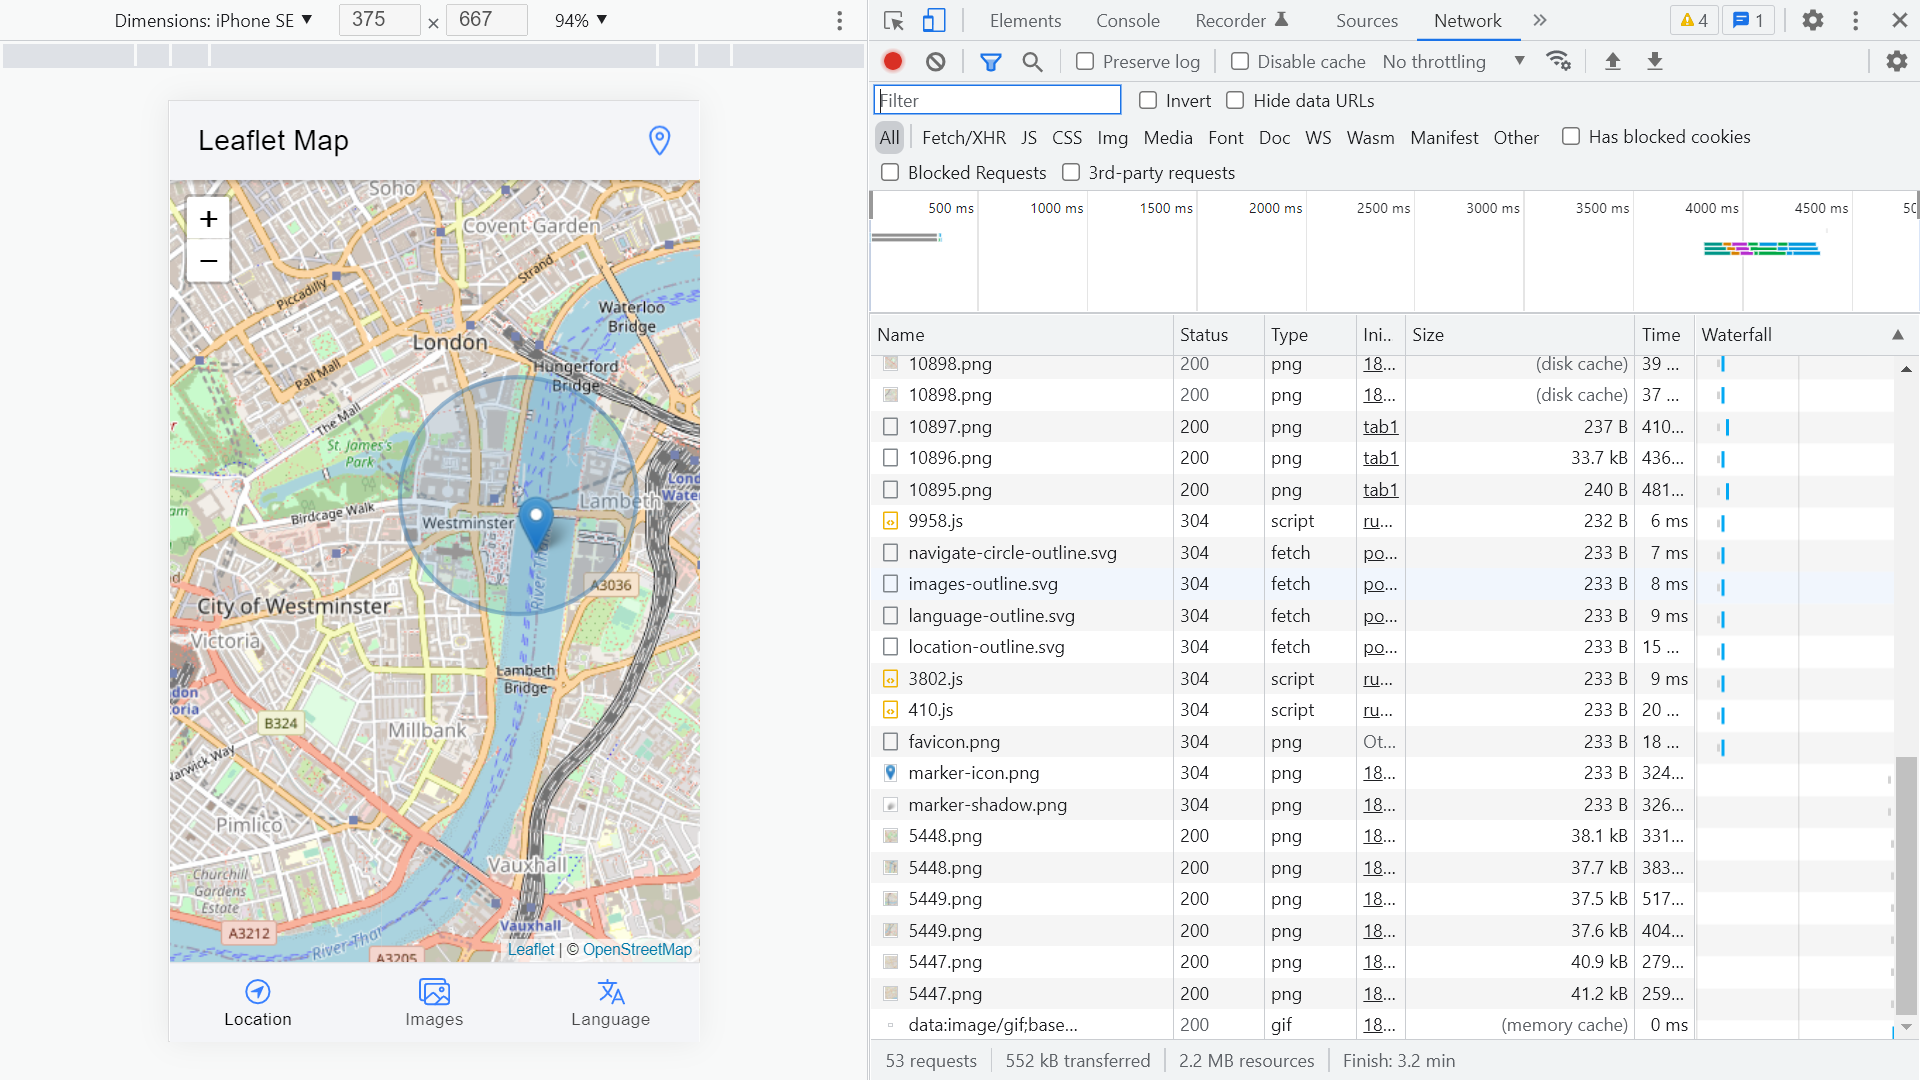 Dimensions: iPhone SE ▼ 375 × 667 94% ▼
Elements Console Recorder Sources Network » 4 1
Preserve log Disable cache No throttling ▼
Filter Invert Hide data URLs
All Fetch/XHR JS CSS Img Media Font Doc WS Wasm Manifest Other Has blocked cookies
Blocked Requests 3rd-party requests
500 ms 1000 ms 1500 ms 2000 ms 2500 ms 3000 ms 3500 ms 4000 ms 4500 ms 50
Name Status Type Ini... Size Time Waterfall
10898.png 200 png 18... (disk cache) 39 ...
10898.png 200 png 18... (disk cache) 37 ...
10897.png 200 png tab1 237 B 410...
10896.png 200 png tab1 33.7 kB 436...
10895.png 200 png tab1 240 B 481...
9958.js 304 script ru... 232 B 6 ms
navigate-circle-outline.svg 304 fetch po... 233 B 7 ms
images-outline.svg 304 fetch po... 233 B 8 ms
language-outline.svg 304 fetch po... 233 B 9 ms
location-outline.svg 304 fetch po... 233 B 15 ...
3802.js 304 script ru... 233 B 9 ms
410.js 304 script ru... 233 B 20 ...
favicon.png 304 png Ot... 233 B 18 ...
marker-icon.png 304 png 18... 233 B 324...
marker-shadow.png 304 png 18... 233 B 326...
5448.png 200 png 18... 38.1 kB 331...
5448.png 200 png 18... 37.7 kB 383...
5449.png 200 png 18... 37.5 kB 517...
5449.png 200 png 18... 37.6 kB 404...
5447.png 200 png 18... 40.9 kB 279...
5447.png 200 png 18... 41.2 kB 259...
data:image/gif;base... 200 gif 18... (memory cache) 0 ms
53 requests 552 kB transferred 2.2 MB resources Finish: 3.2 min
Leaflet Map
+
−
Soho
Covent Garden
Strand
Piccadilly
Waterloo
Bridge
London
Hungerford
Bridge
Pall Mall
The Mall
St. James's
Park
Lambeth
Lond
Water
am
Birdcage Walk
Westminster
River Tha
A3036
City of Westminster
Victoria
Lambeth
Bridge
don
oria
B324
Millbank
Warwick Way
Pimlico
Vauxhall
Churchill
Gardens
Estate
Vauxhall
A3212
River Thar
A3205
Leaflet | © OpenStreetMap
Location Images Language